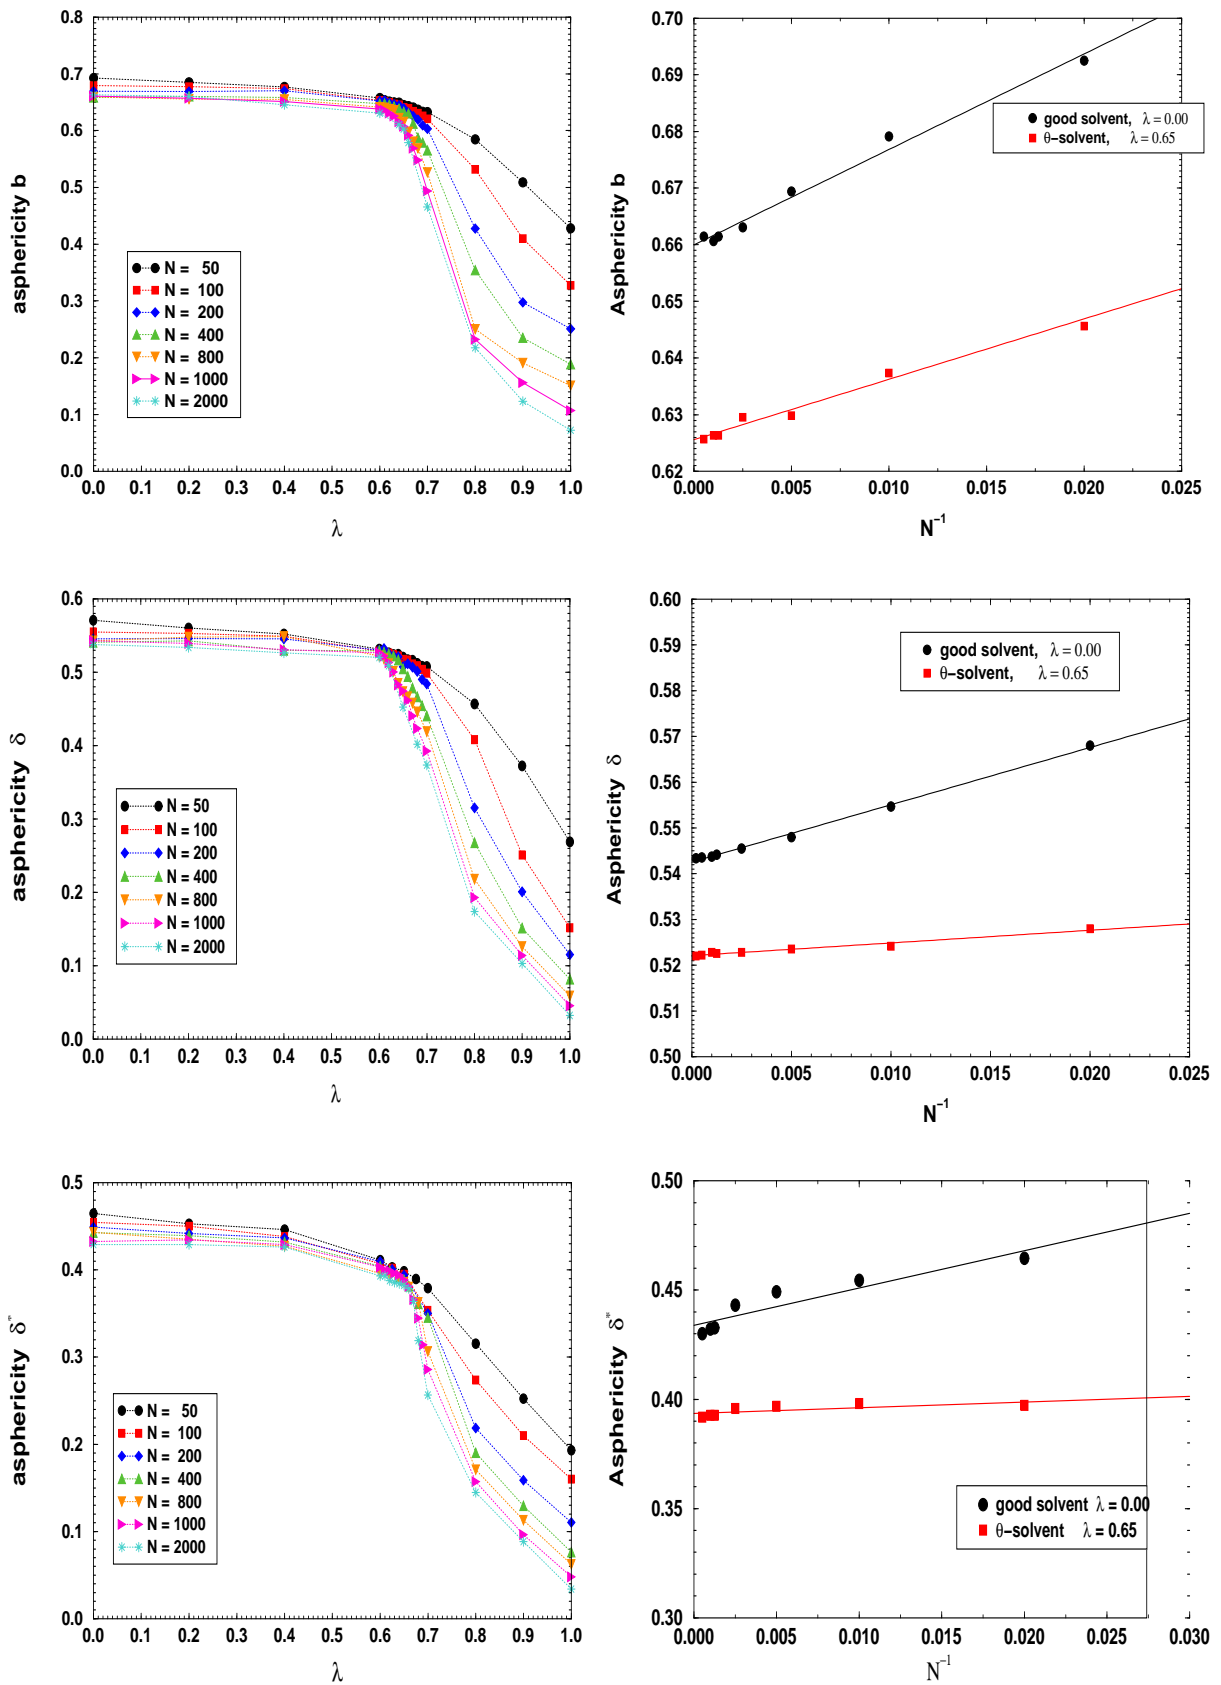 0.8
0.7
0.6
0.5
0.4
0.3
0.2
0.1
0.0
asphericity b
N = 50
N = 100
N = 200
N = 400
N = 800
N = 1000
N = 2000
0.0 0.1 0.2 0.3 0.4 0.5 0.6 0.7 0.8 0.9 1.0
λ
0.70
0.69
0.68
0.67
0.66
0.65
0.64
0.63
0.62
Asphericity b
good solvent, λ = 0.00
θ−solvent, λ = 0.65
0.000 0.005 0.010 0.015 0.020 0.025
N⁻¹
0.6
0.5
0.4
0.3
0.2
0.1
0.0
asphericity δ
N = 50
N = 100
N = 200
N = 400
N = 800
N = 1000
N = 2000
0.0 0.1 0.2 0.3 0.4 0.5 0.6 0.7 0.8 0.9 1.0
λ
0.60
0.59
0.58
0.57
0.56
0.55
0.54
0.53
0.52
0.51
0.50
Asphericity δ
good solvent, λ = 0.00
θ−solvent, λ = 0.65
0.000 0.005 0.010 0.015 0.020 0.025
N⁻¹
0.5
0.4
0.3
0.2
0.1
0.0
asphericity δ*
N = 50
N = 100
N = 200
N = 400
N = 800
N = 1000
N = 2000
0.0 0.1 0.2 0.3 0.4 0.5 0.6 0.7 0.8 0.9 1.0
λ
0.50
0.45
0.40
0.35
0.30
Asphericity δ*
good solvent λ = 0.00
θ−solvent λ = 0.65
0.000 0.005 0.010 0.015 0.020 0.025 0.030
N⁻¹